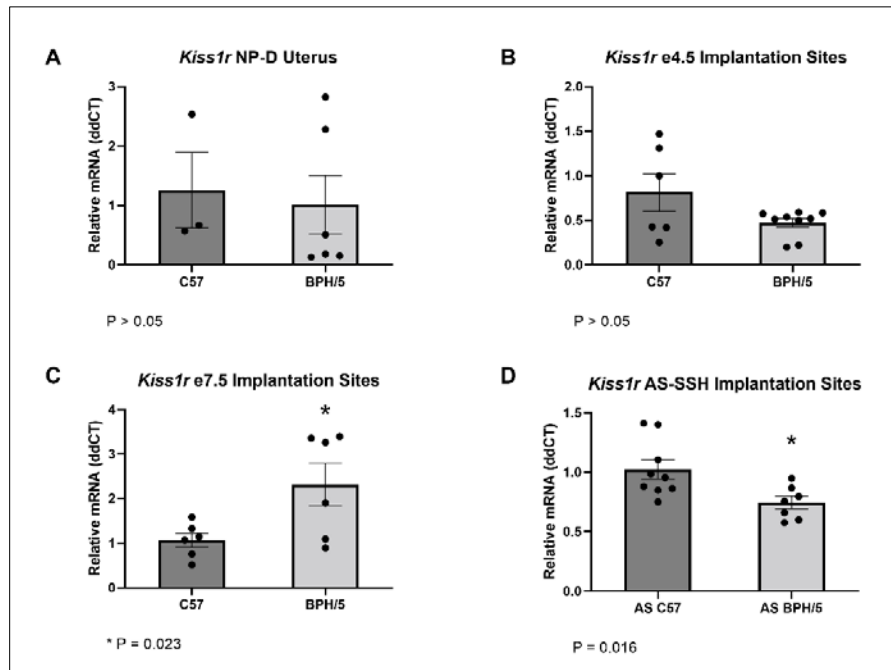 A
Kiss1r NP-D Uterus
Relative mRNA (ddCT)
3
2
1
0
C57
BPH/5
P > 0.05
B
Kiss1r e4.5 Implantation Sites
Relative mRNA (ddCT)
2.0
1.5
1.0
0.5
0.0
C57
BPH/5
P > 0.05
C
Kiss1r e7.5 Implantation Sites
Relative mRNA (ddCT)
4
3
2
1
0
*
C57
BPH/5
* P = 0.023
D
Kiss1r AS-SSH Implantation Sites
Relative mRNA (ddCT)
1.5
1.0
0.5
0.0
*
AS C57
AS BPH/5
P = 0.016